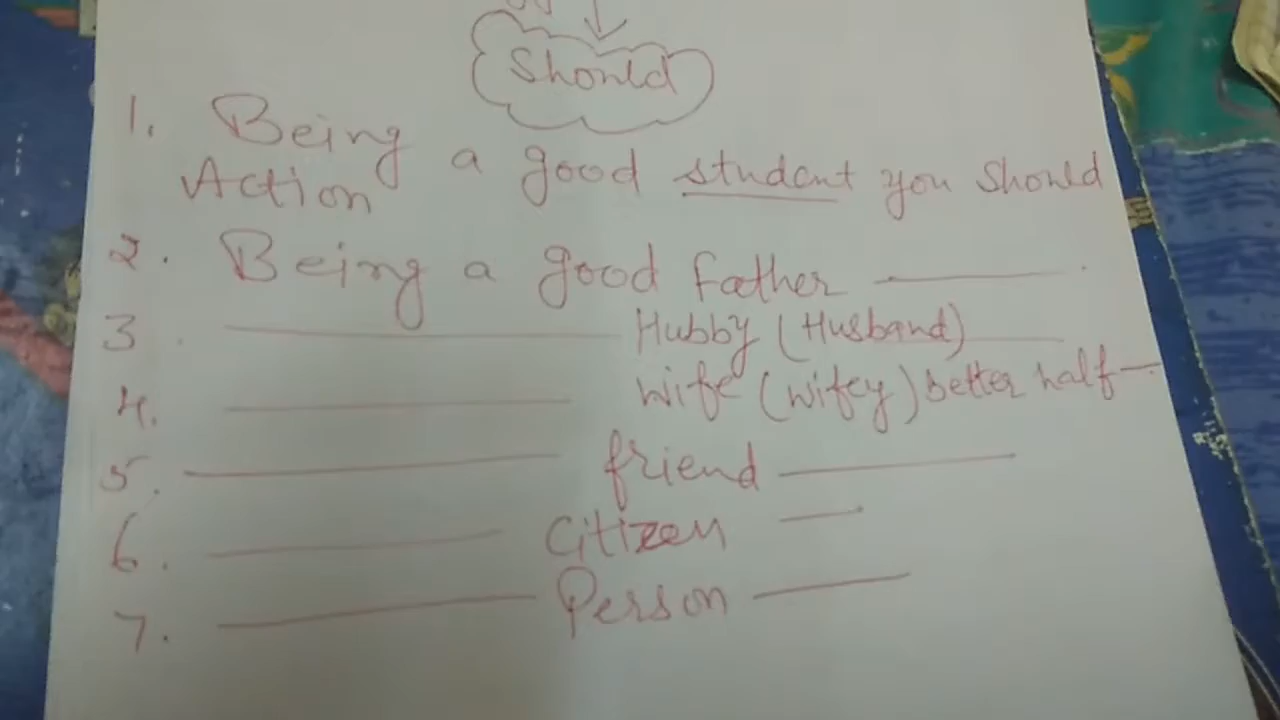 Should
1. Being a good student you should
Action
2. Being a good Father
3. Hubby (Husband)
4. Wife (Wifey) better half
5. friend
6. Citizen
7. Person